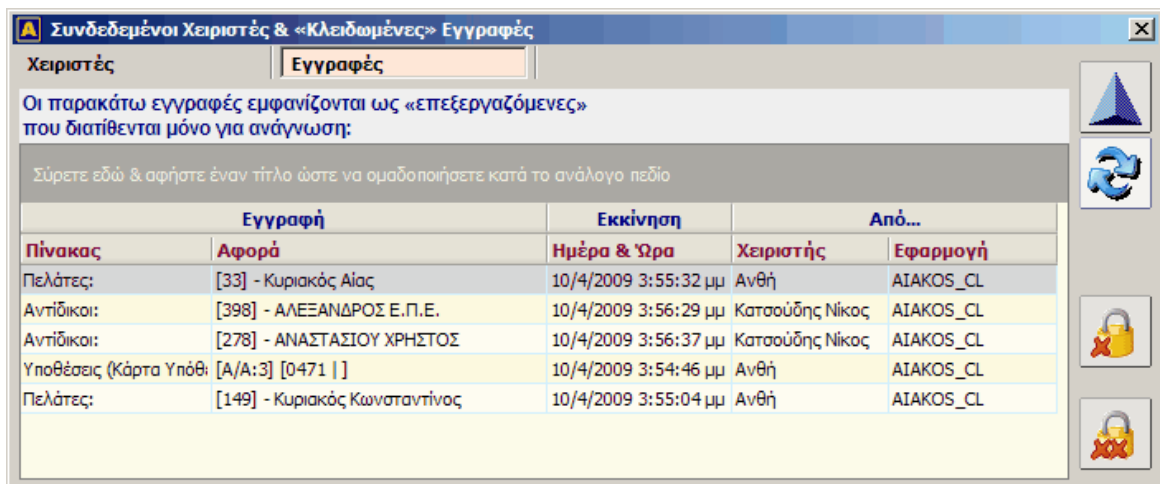 Συνδεδεμένοι Χειριστές & «Κλειδωμένες» Εγγραφές
Χειριστές Εγγραφές
Οι παρακάτω εγγραφές εμφανίζονται ως «επεξεργαζόμενες»
που διατίθενται μόνο για ανάγνωση:
Σύρετε εδώ & αφήστε έναν τίτλο ώστε να ομαδοποιήσετε κατά το ανάλογο πεδίο
Εγγραφή Εκκίνηση Από...
Πίνακας Αφορά Ημέρα & Ώρα Χειριστής Εφαρμογή
Πελάτες: [33] - Κυριακός Αίας 10/4/2009 3:55:32 μμ Ανθή AIAKOS_CL
Αντίδικοι: [398] - ΑΛΕΞΑΝΔΡΟΣ Ε.Π.Ε. 10/4/2009 3:56:29 μμ Κατσούδης Νίκος AIAKOS_CL
Αντίδικοι: [278] - ΑΝΑΣΤΑΣΙΟΥ ΧΡΗΣΤΟΣ 10/4/2009 3:56:37 μμ Κατσούδης Νίκος AIAKOS_CL
Υποθέσεις (Κάρτα Υπόθ [Α/Α:3] [0471 | ] 10/4/2009 3:54:46 μμ Ανθή AIAKOS_CL
Πελάτες: [149] - Κυριακός Κωνσταντίνος 10/4/2009 3:55:04 μμ Ανθή AIAKOS_CL